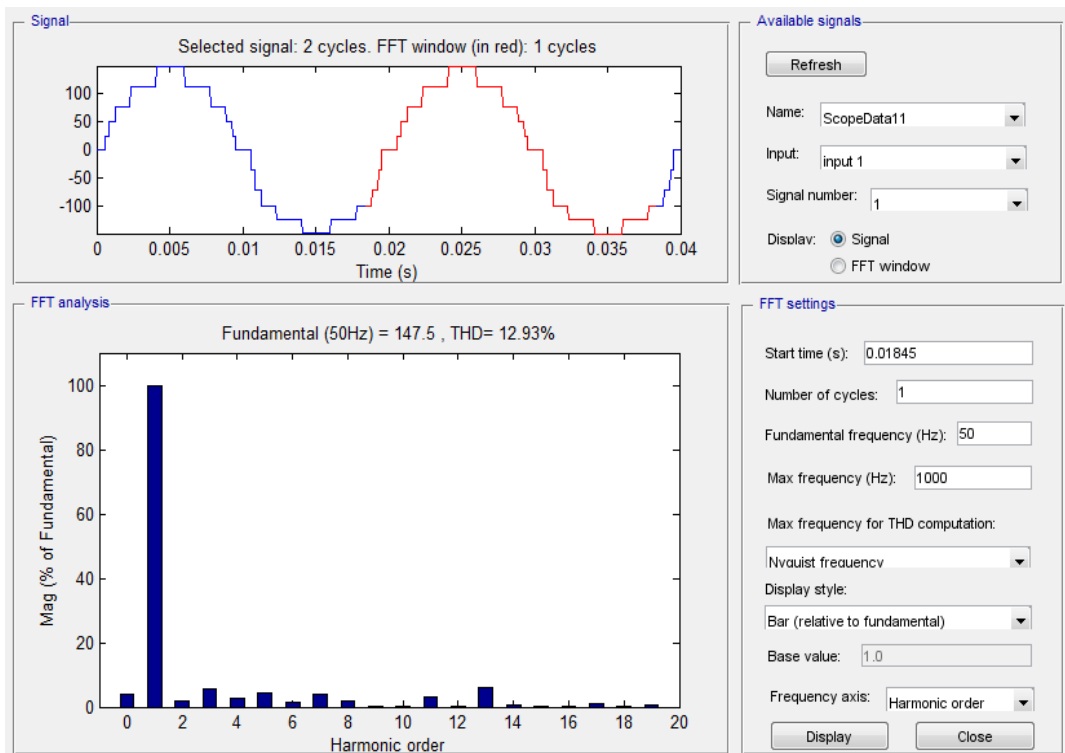 Signal
Selected signal: 2 cycles. FFT window (in red): 1 cycles
100
50
0
-50
-100
0 0.005 0.01 0.015 0.02 0.025 0.03 0.035 0.04
Time (s)
Available signals
Refresh
Name: ScopeData11
Input: input 1
Signal number: 1
Display: Signal
FFT window
FFT analysis
Fundamental (50Hz) = 147.5 , THD= 12.93%
100
80
60
40
20
0
Mag (% of Fundamental)
0 2 4 6 8 10 12 14 16 18 20
Harmonic order
FFT settings
Start time (s): 0.01845
Number of cycles: 1
Fundamental frequency (Hz): 50
Max frequency (Hz): 1000
Max frequency for THD computation:
Nyquist frequency
Display style:
Bar (relative to fundamental)
Base value: 1.0
Frequency axis: Harmonic order
Display Close